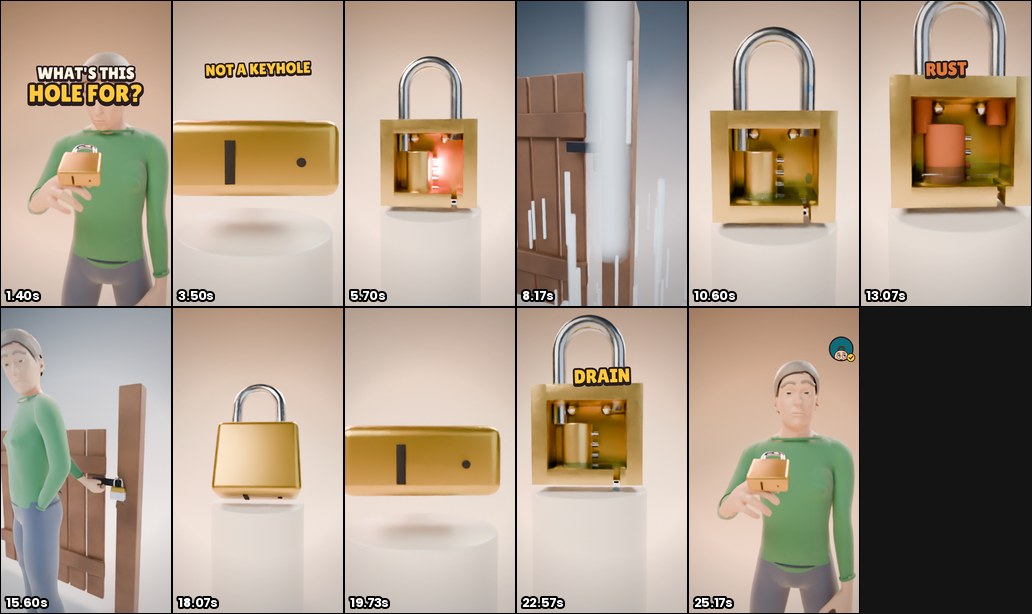 WHAT'S THIS
HOLE FOR?
1.40s
NOT A KEYHOLE
3.50s
5.70s
8.17s
10.60s
RUST
13.07s
15.60s
18.07s
19.73s
DRAIN
22.57s
25.17s